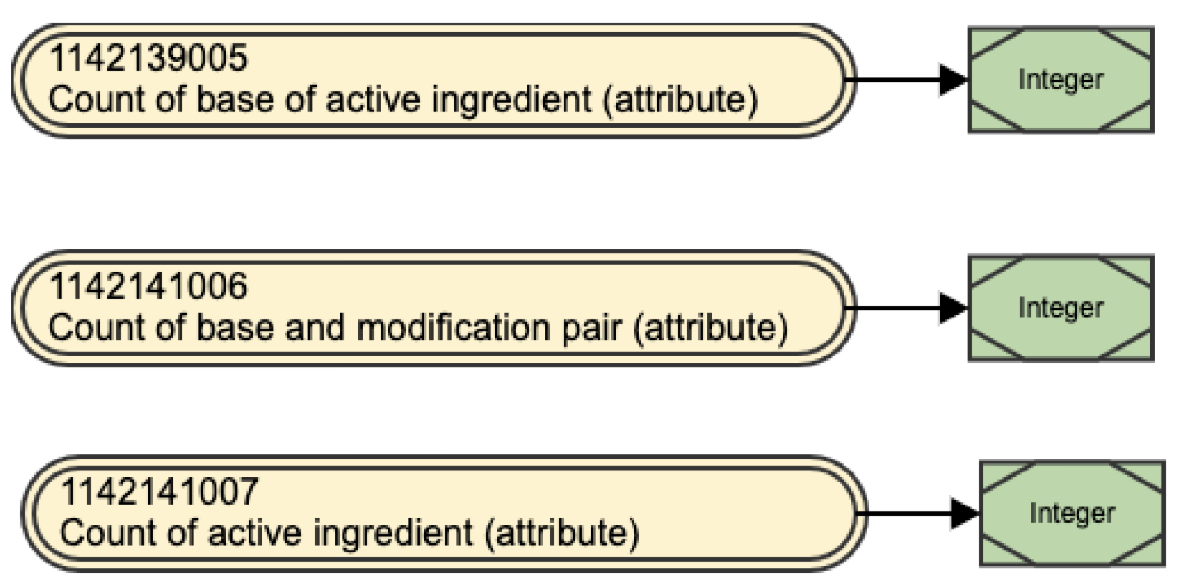 1142139005
Count of base of active ingredient (attribute)
Integer
1142141006
Count of base and modification pair (attribute)
Integer
1142141007
Count of active ingredient (attribute)
Integer